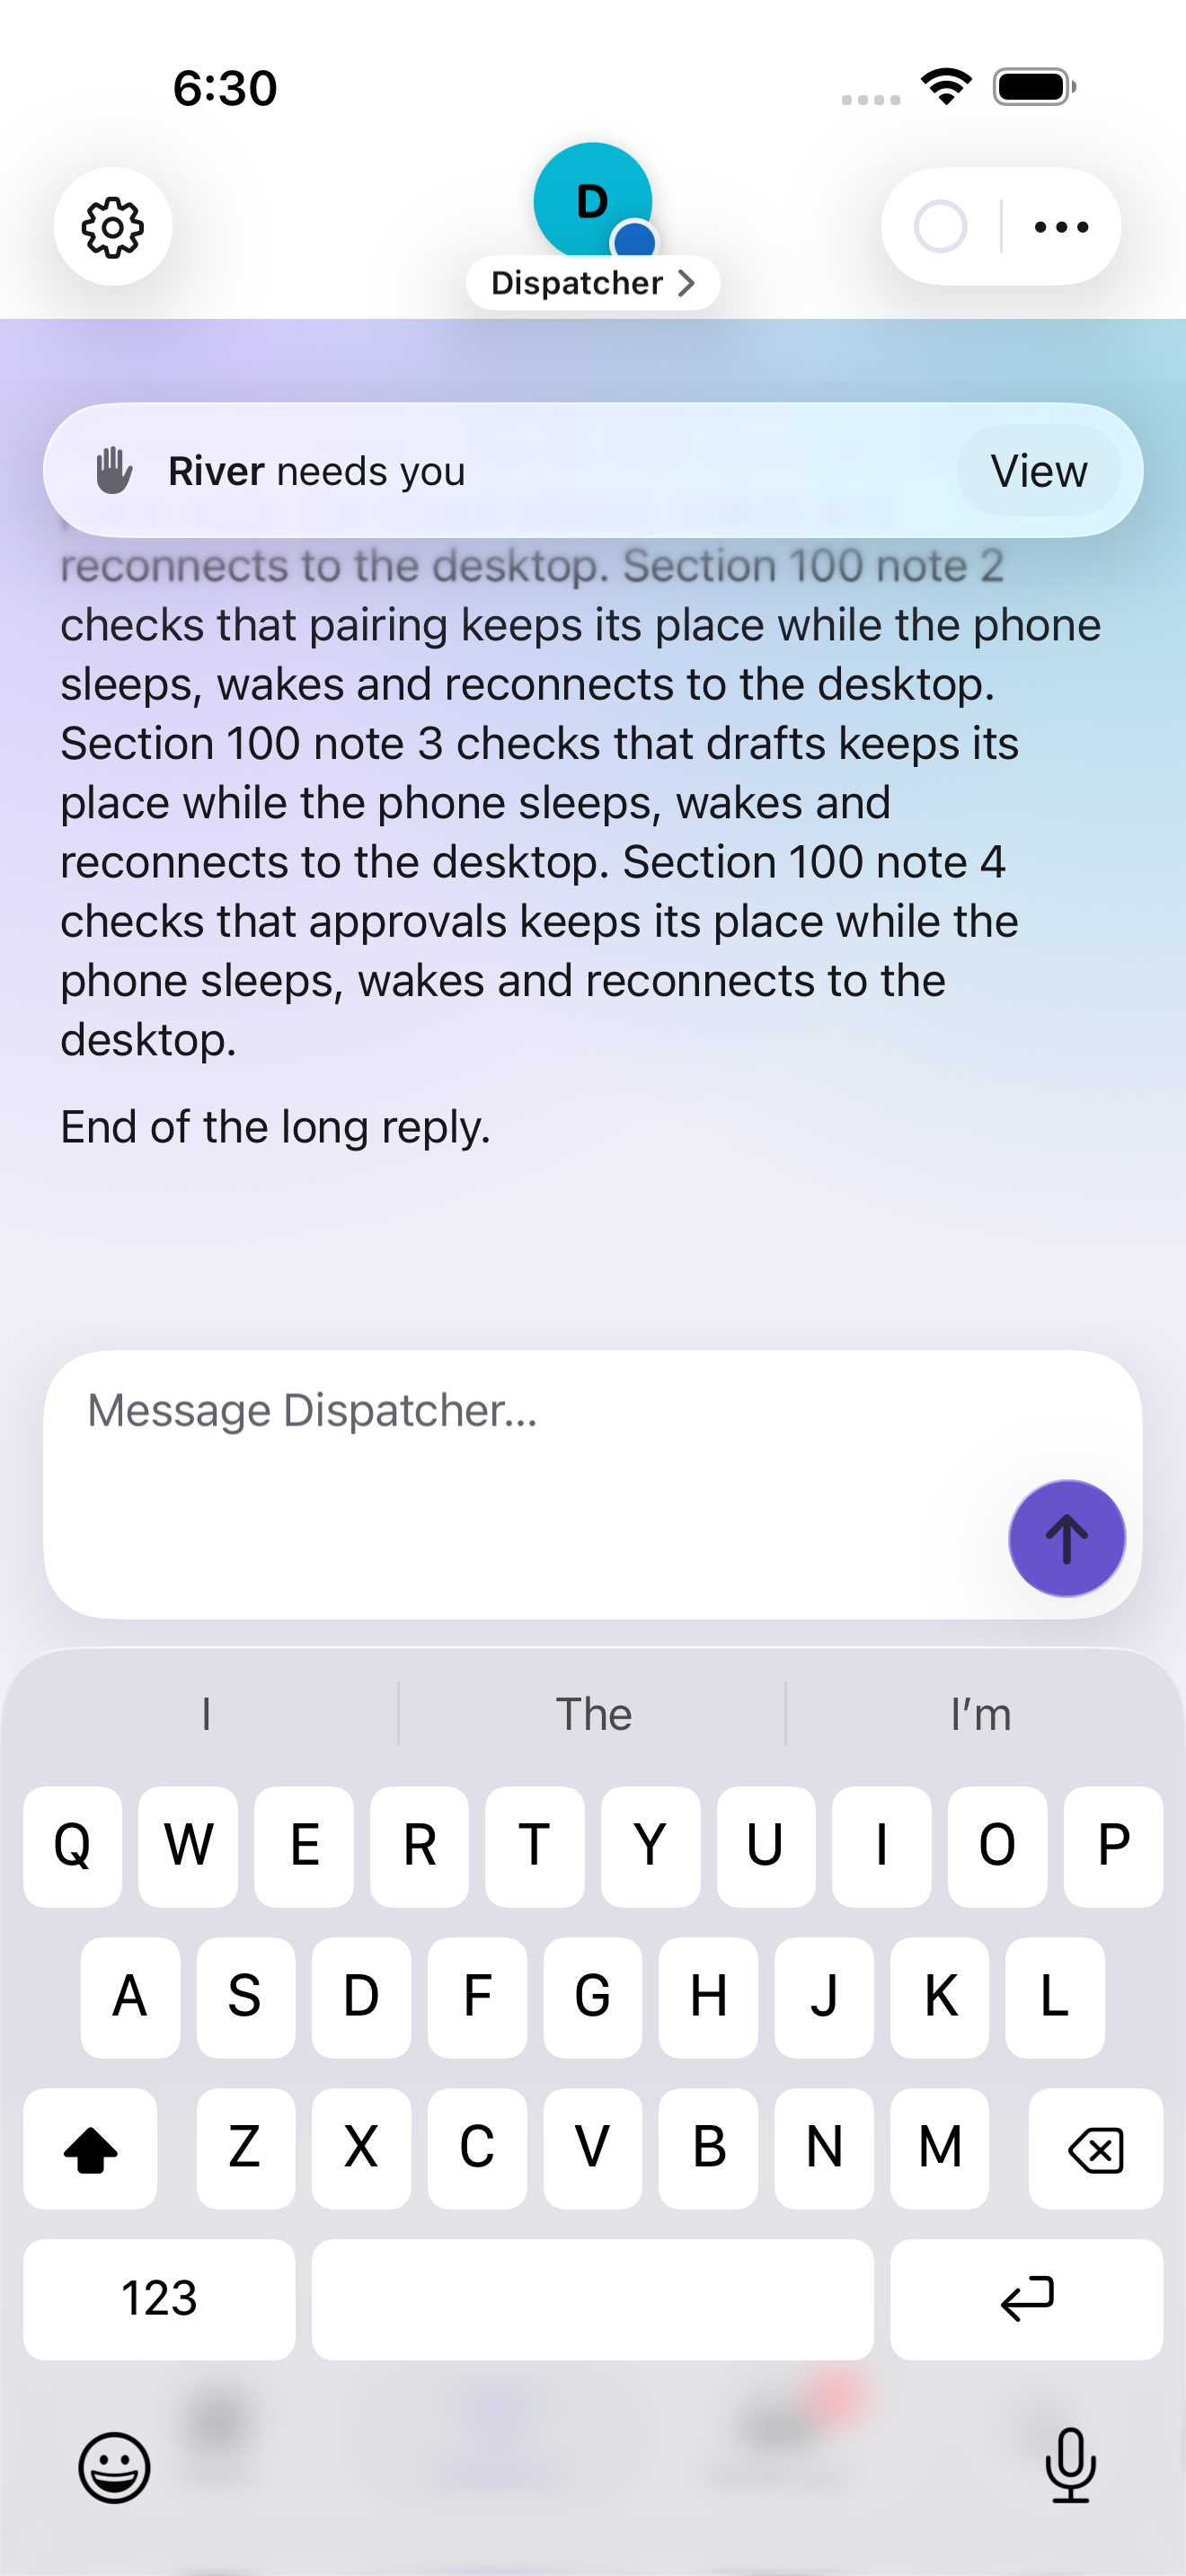 6:30
D
Dispatcher
River needs you
View
reconnects to the desktop. Section 100 note 2
checks that pairing keeps its place while the phone
sleeps, wakes and reconnects to the desktop.
Section 100 note 3 checks that drafts keeps its
place while the phone sleeps, wakes and
reconnects to the desktop. Section 100 note 4
checks that approvals keeps its place while the
phone sleeps, wakes and reconnects to the
desktop.
End of the long reply.
Message Dispatcher...
I The I’m
Q W E R T Y U I O P
A S D F G H J K L
Z X C V B N M
123